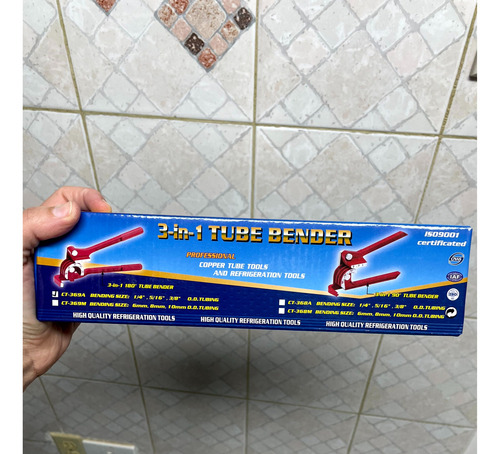 3-in-1 TUBE BENDER
ISO9001
certificated
PROFESSIONAL
COPPER TUBE TOOLS
AND REFRIGERATION TOOLS
3-in-1 180° TUBE BENDER
CT-369A BENDING SIZE: 1/4", 5/16", 3/8" O.D.TUBING
CT-369M BENDING SIZE: 6mm, 8mm, 10mm O.D.TUBING
90° TUBE BENDER
CT-368A BENDING SIZE: 1/4", 5/16", 3/8" O.D.TUBING
CT-368M BENDING SIZE: 6mm, 8mm, 10mm O.D.TUBING
IAF
ISO
HIGH QUALITY REFRIGERATION TOOLS
HIGH QUALITY REFRIGERATION TOOLS
HIGH QUALITY REFRIGERATION TOOLS